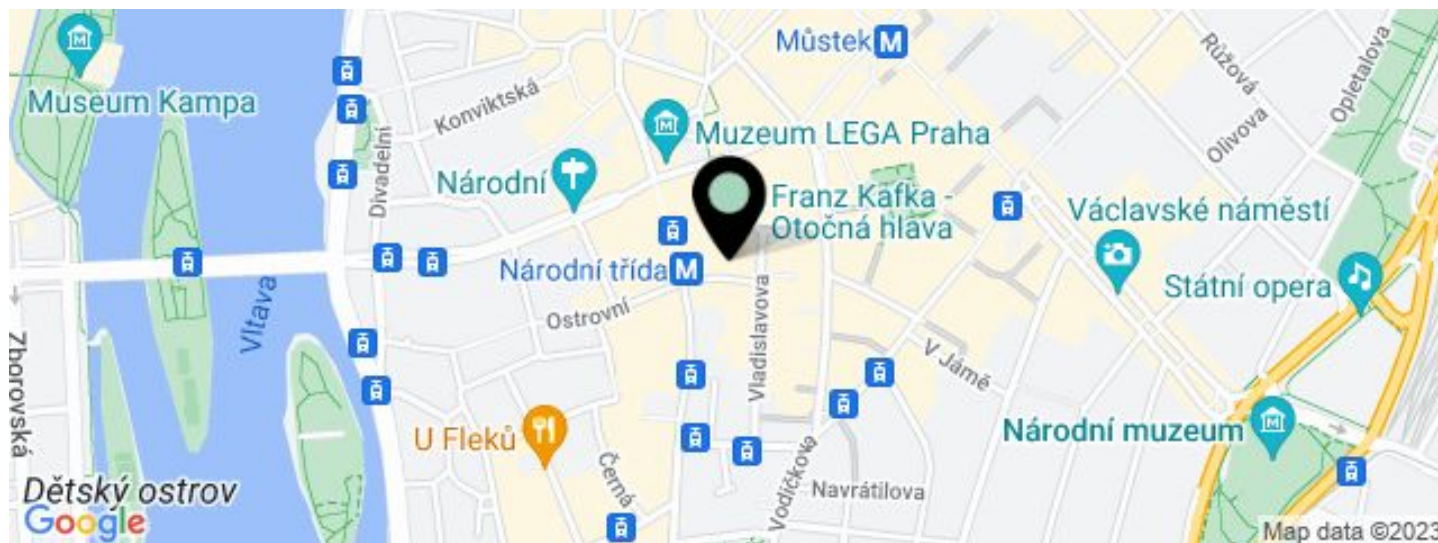 Můstek
M
Růžová
Opletalova
Museum Kampa
Konviktská
Muzeum LEGA Praha
Olivova
Divadelní
Národní
Franz Kafka -
Otočná hlava
Václavské náměstí
Národní třída
M
Státní opera
Vltava
Ostrovní
Zborovská
Vladislavova
V Jámě
U Fleků
Národní muzeum
Černá
Vodičkova
Navrátilova
Dětský ostrov
Google
Map data ©2023